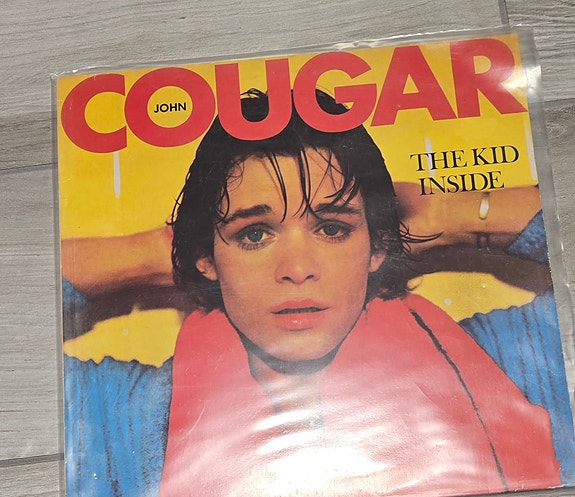 COUGAR
JOHN
THE KID
INSIDE